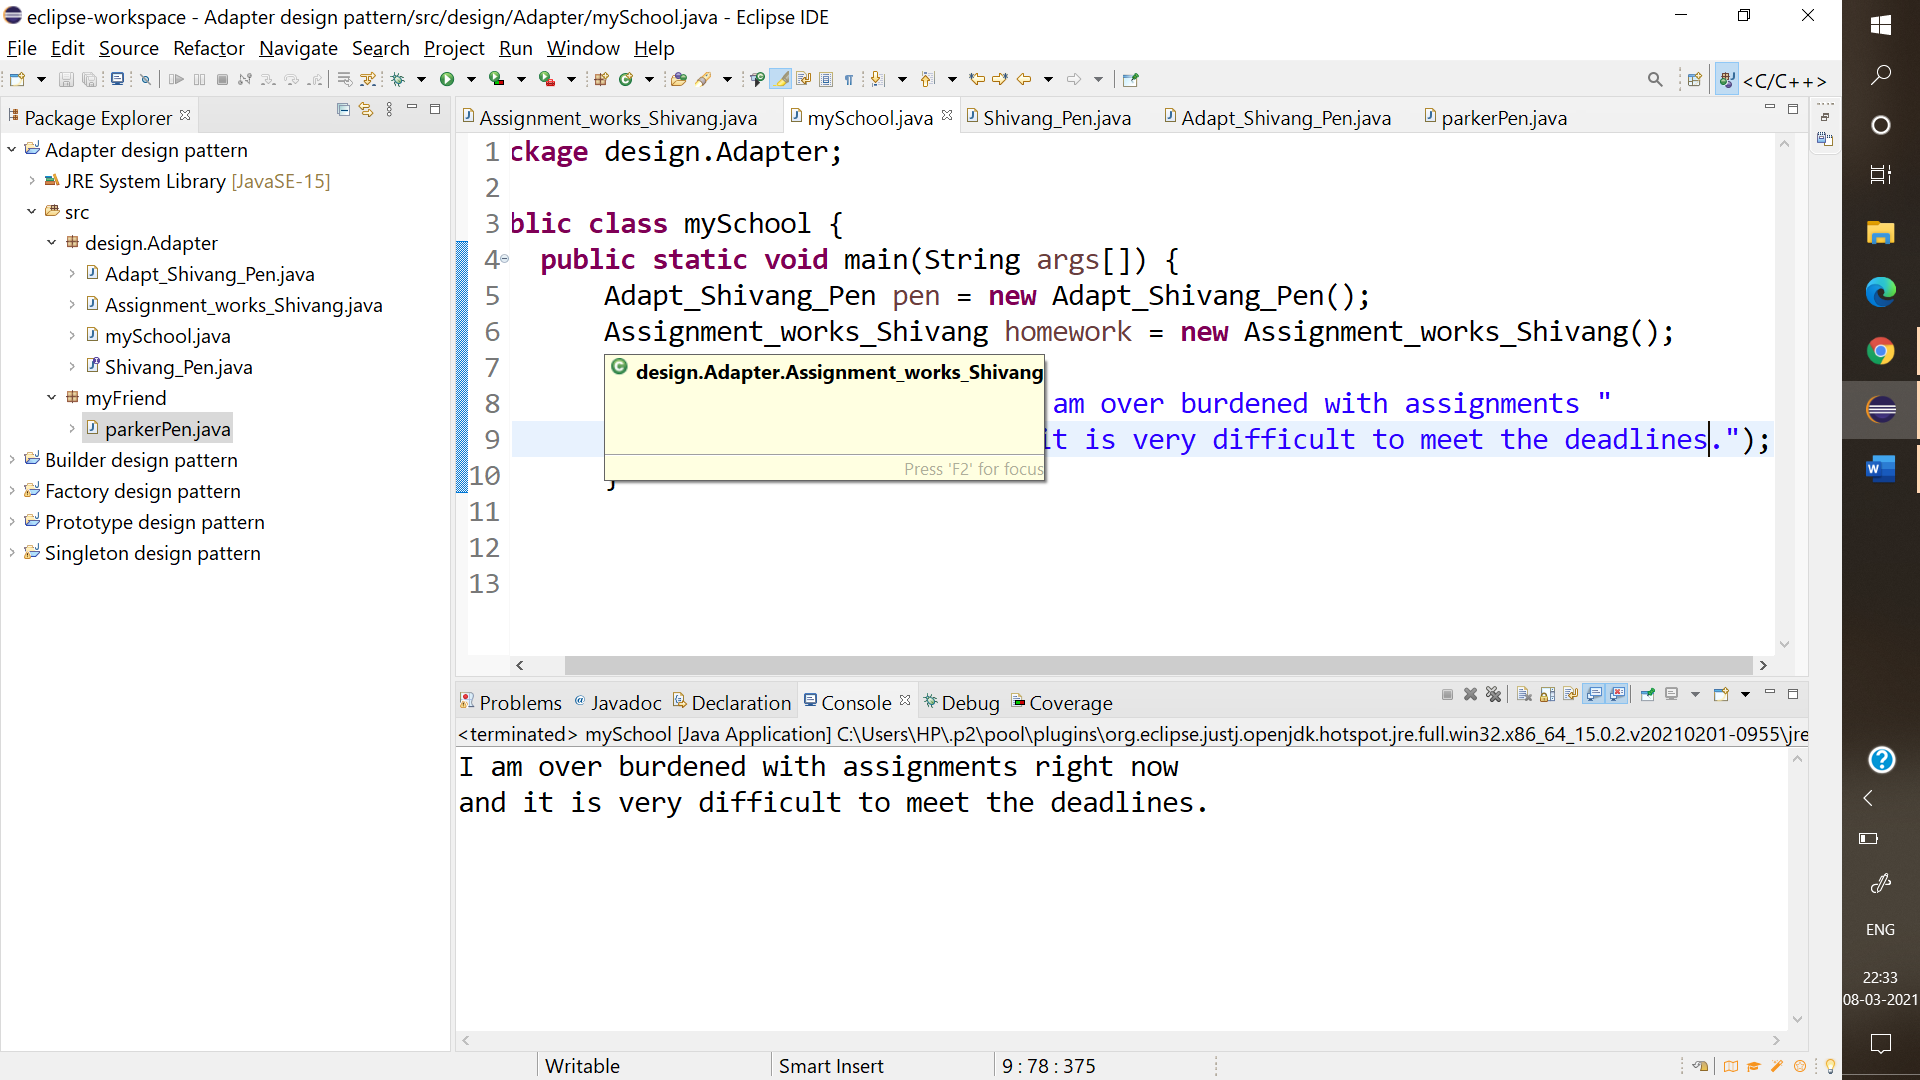 eclipse-workspace - Adapter design pattern/src/design/Adapter/mySchool.java - Eclipse IDE
File Edit Source Refactor Navigate Search Project Run Window Help
<C/C++>
Package Explorer
Assignment_works_Shivang.java mySchool.java Shivang_Pen.java Adapt_Shivang_Pen.java parkerPen.java
Adapter design pattern
JRE System Library [JavaSE-15]
src
design.Adapter
Adapt_Shivang_Pen.java
Assignment_works_Shivang.java
mySchool.java
Shivang_Pen.java
myFriend
parkerPen.java
Builder design pattern
Factory design pattern
Prototype design pattern
Singleton design pattern
1 ckage design.Adapter;
2
3 blic class mySchool {
4 public static void main(String args[]) {
5 Adapt_Shivang_Pen pen = new Adapt_Shivang_Pen();
6 Assignment_works_Shivang homework = new Assignment_works_Shivang();
7
8 am over burdened with assignments "
9 it is very difficult to meet the deadlines.");
10 }
11
12
13
design.Adapter.Assignment_works_Shivang
Press 'F2' for focus
Problems Javadoc Declaration Console Debug Coverage
<terminated> mySchool [Java Application] C:\Users\HP\.p2\pool\plugins\org.eclipse.justj.openjdk.hotspot.jre.full.win32.x86_64_15.0.2.v20210201-0955\jre
I am over burdened with assignments right now
and it is very difficult to meet the deadlines.
Writable Smart Insert 9 : 78 : 375
ENG
22:33
08-03-2021